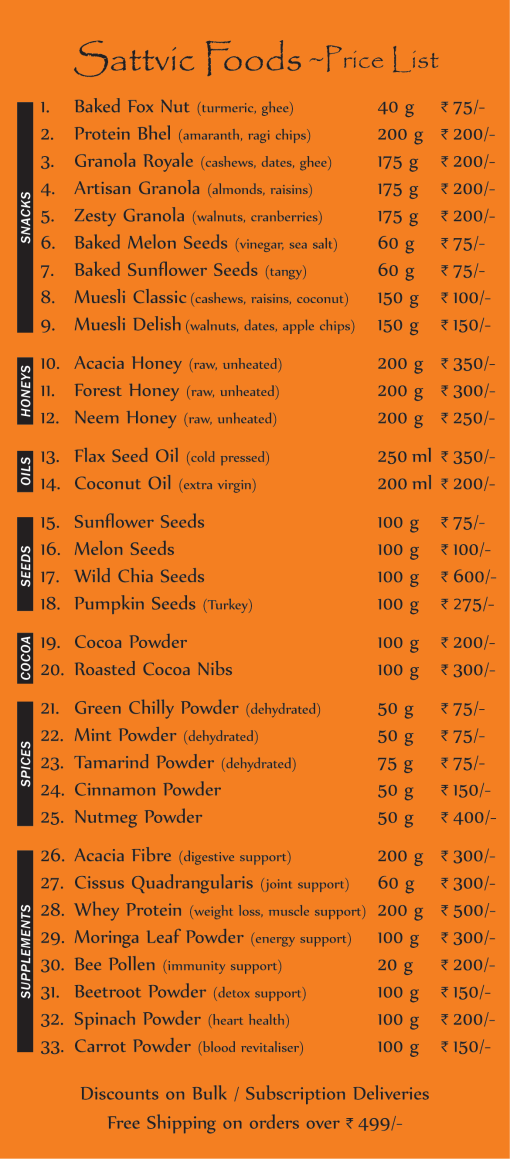 Sattvic Foods ~Price List
SNACKS
1. Baked Fox Nut (turmeric, ghee) 40 g ₹ 75/-
2. Protein Bhel (amaranth, ragi chips) 200 g ₹ 200/-
3. Granola Royale (cashews, dates, ghee) 175 g ₹ 200/-
4. Artisan Granola (almonds, raisins) 175 g ₹ 200/-
5. Zesty Granola (walnuts, cranberries) 175 g ₹ 200/-
6. Baked Melon Seeds (vinegar, sea salt) 60 g ₹ 75/-
7. Baked Sunflower Seeds (tangy) 60 g ₹ 75/-
8. Muesli Classic (cashews, raisins, coconut) 150 g ₹ 100/-
9. Muesli Delish (walnuts, dates, apple chips) 150 g ₹ 150/-
HONEYS
10. Acacia Honey (raw, unheated) 200 g ₹ 350/-
11. Forest Honey (raw, unheated) 200 g ₹ 300/-
12. Neem Honey (raw, unheated) 200 g ₹ 250/-
OILS
13. Flax Seed Oil (cold pressed) 250 ml ₹ 350/-
14. Coconut Oil (extra virgin) 200 ml ₹ 200/-
SEEDS
15. Sunflower Seeds 100 g ₹ 75/-
16. Melon Seeds 100 g ₹ 100/-
17. Wild Chia Seeds 100 g ₹ 600/-
18. Pumpkin Seeds (Turkey) 100 g ₹ 275/-
COCOA
19. Cocoa Powder 100 g ₹ 200/-
20. Roasted Cocoa Nibs 100 g ₹ 300/-
SPICES
21. Green Chilly Powder (dehydrated) 50 g ₹ 75/-
22. Mint Powder (dehydrated) 50 g ₹ 75/-
23. Tamarind Powder (dehydrated) 75 g ₹ 75/-
24. Cinnamon Powder 50 g ₹ 150/-
25. Nutmeg Powder 50 g ₹ 400/-
SUPPLEMENTS
26. Acacia Fibre (digestive support) 200 g ₹ 300/-
27. Cissus Quadrangularis (joint support) 60 g ₹ 300/-
28. Whey Protein (weight loss, muscle support) 200 g ₹ 500/-
29. Moringa Leaf Powder (energy support) 100 g ₹ 300/-
30. Bee Pollen (immunity support) 20 g ₹ 200/-
31. Beetroot Powder (detox support) 100 g ₹ 150/-
32. Spinach Powder (heart health) 100 g ₹ 200/-
33. Carrot Powder (blood revitaliser) 100 g ₹ 150/-
Discounts on Bulk / Subscription Deliveries
Free Shipping on orders over ₹ 499/-